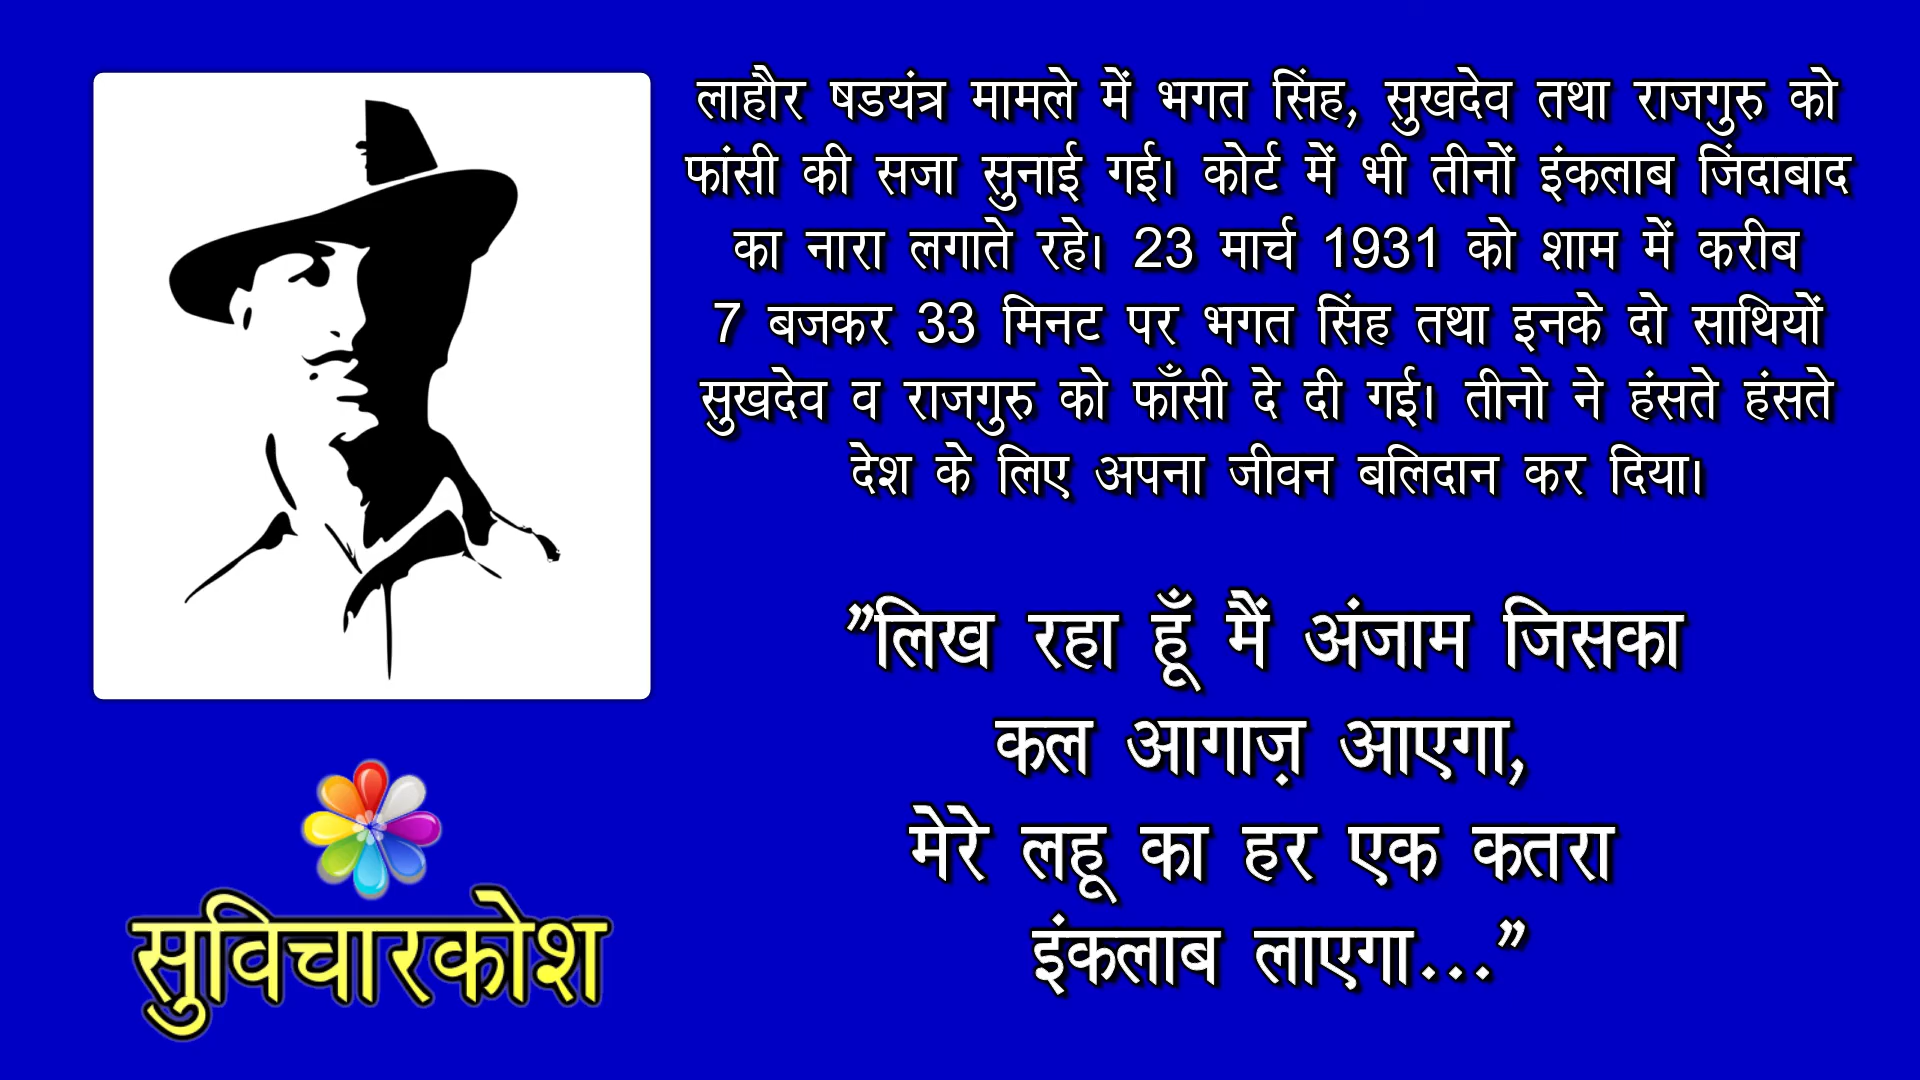 लाहौर षडयंत्र मामले में भगत सिंह, सुखदेव तथा राजगुरु को
फांसी की सजा सुनाई गई। कोर्ट में भी तीनों इंकलाब जिंदाबाद
का नारा लगाते रहे। 23 मार्च 1931 को शाम में करीब
7 बजकर 33 मिनट पर भगत सिंह तथा इनके दो साथियों
सुखदेव व राजगुरु को फाँसी दे दी गई। तीनो ने हंसते हंसते
देश के लिए अपना जीवन बलिदान कर दिया।
”लिख रहा हूँ मैं अंजाम जिसका
कल आगाज़ आएगा,
मेरे लहू का हर एक कतरा
इंकलाब लाएगा...”
सुविचारकोश